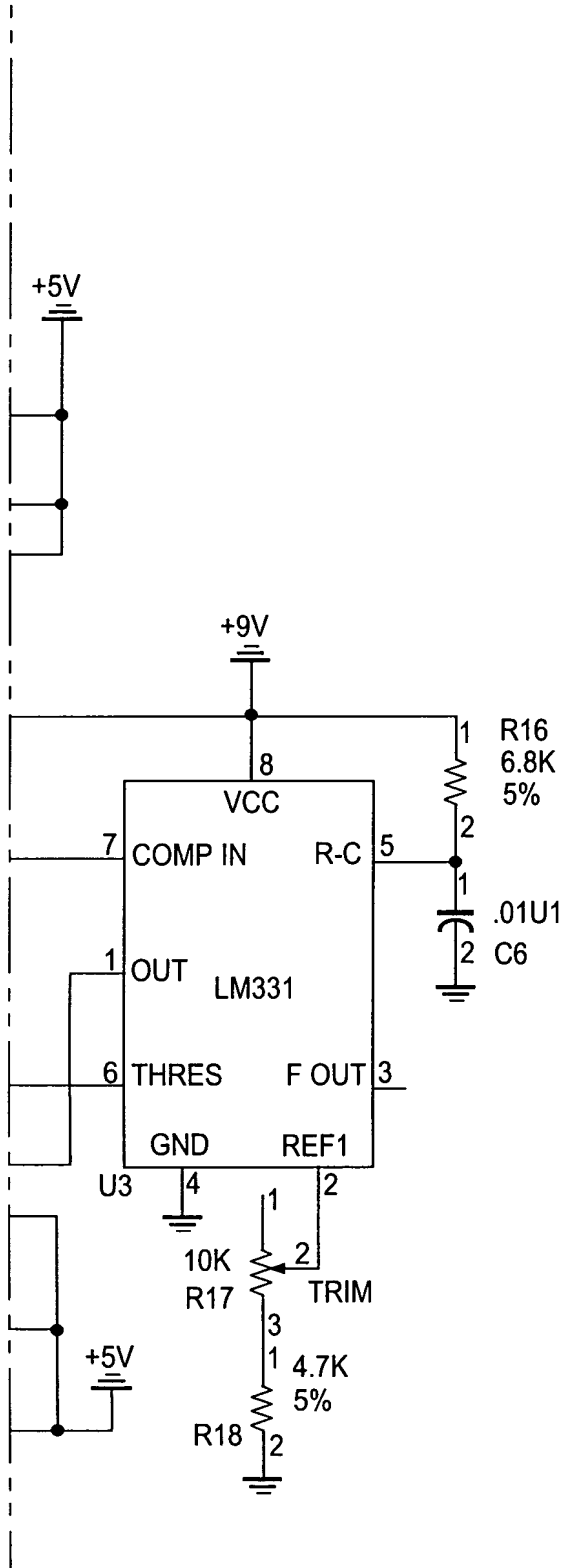 +5V
+9V
8
VCC
1
R16
6.8K
5%
2
7
COMP IN
R-C
5
1
.01U1
2
C6
1
OUT
LM331
6
THRES
F OUT
3
GND
REF1
U3
4
2
1
10K
2
R17
TRIM
3
+5V
1
4.7K
5%
R18
2